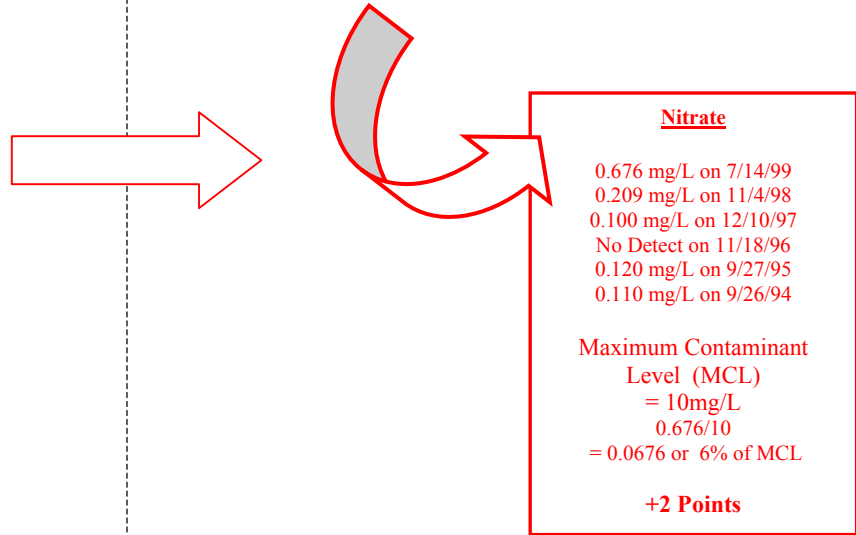 Nitrate
0.676 mg/L on 7/14/99
0.209 mg/L on 11/4/98
0.100 mg/L on 12/10/97
No Detect on 11/18/96
0.120 mg/L on 9/27/95
0.110 mg/L on 9/26/94
Maximum Contaminant
Level (MCL)
= 10mg/L
0.676/10
= 0.0676 or 6% of MCL
+2 Points